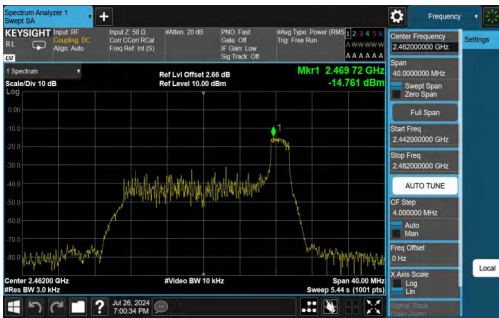 Spectrum Analyzer 1
Swept SA
+
Frequency
KEYSIGHT
RL
Input: RF
Coupling: DC
Align: Auto
Input Z: 50 Ω
Corr CCorr RCal
Freq Ref: Int (S)
#Atten: 20 dB
PNO: Fast
Gate: Off
IF Gain: Low
Sig Track: Off
#Avg Type: Power (RMS
Trig: Free Run
1 2 3 4 5 6
A W W W W W
A A A A A A
LV
1 Spectrum
Scale/Div 10 dB
Log
Ref Lvl Offset 2.66 dB
Ref Level 10.00 dBm
Mkr1 2.469 72 GHz
-14.761 dBm
1
0.00
-10.0
-20.0
-30.0
-40.0
-50.0
-60.0
-70.0
-80.0
Center 2.46200 GHz
#Res BW 3.0 kHz
#Video BW 10 kHz
Span 40.00 MHz
Sweep 5.44 s (1001 pts)
?
Jul 26, 2024
7:00:34 PM
Center Frequency
2.462000000 GHz
Span
40.0000000 MHz
Swept Span
Zero Span
Full Span
Start Freq
2.442000000 GHz
Stop Freq
2.482000000 GHz
AUTO TUNE
CF Step
4.000000 MHz
Auto
Man
Freq Offset
0 Hz
X Axis Scale
Log
Lin
Signal Track
Settings
Local